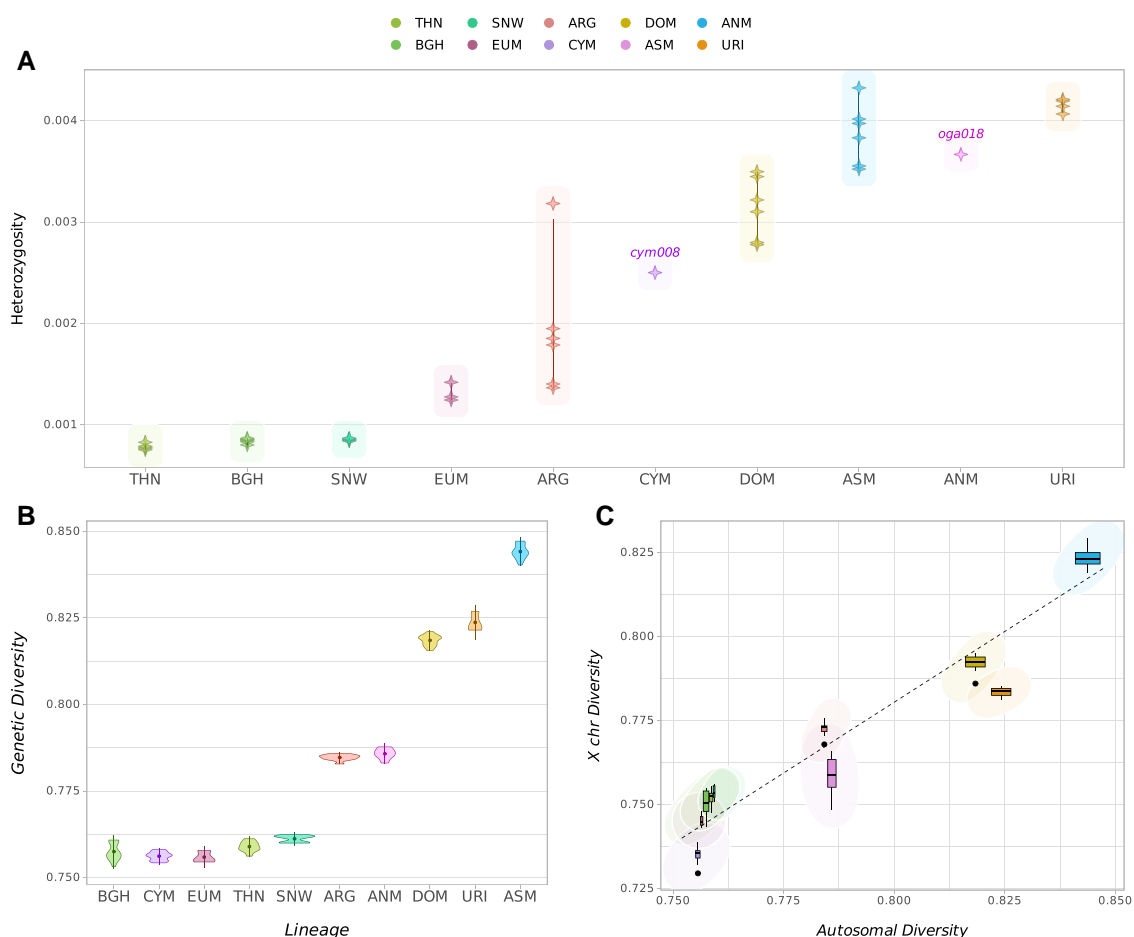 THN SNW ARG DOM ANM
BGH EUM CYM ASM URI
A
Heterozygosity
0.004
0.003
0.002
0.001
oga018
cym008
THN BGH SNW EUM ARG CYM DOM ASM ANM URI
B
Genetic Diversity
0.850
0.825
0.800
0.775
0.750
BGH CYM EUM THN SNW ARG ANM DOM URI ASM
Lineage
C
X chr Diversity
0.825
0.800
0.775
0.750
0.725
0.750 0.775 0.800 0.825 0.850
Autosomal Diversity